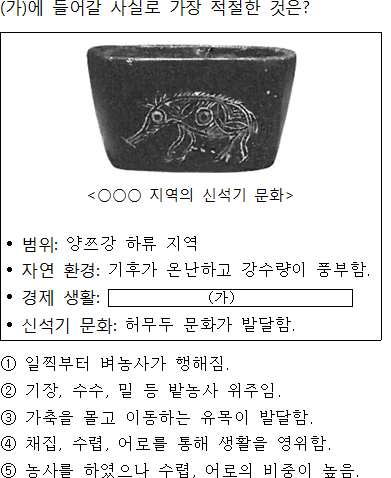 (가)에 들어갈 사실로 가장 적절한 것은?
<○○○ 지역의 신석기 문화>
• 범위: 양쯔강 하류 지역
• 자연 환경: 기후가 온난하고 강수량이 풍부함.
• 경제 생활: (가)
• 신석기 문화: 허무두 문화가 발달함.
① 일찍부터 벼농사가 행해짐.
② 기장, 수수, 밀 등 밭농사 위주임.
③ 가축을 몰고 이동하는 유목이 발달함.
④ 채집, 수렵, 어로를 통해 생활을 영위함.
⑤ 농사를 하였으나 수렵, 어로의 비중이 높음.